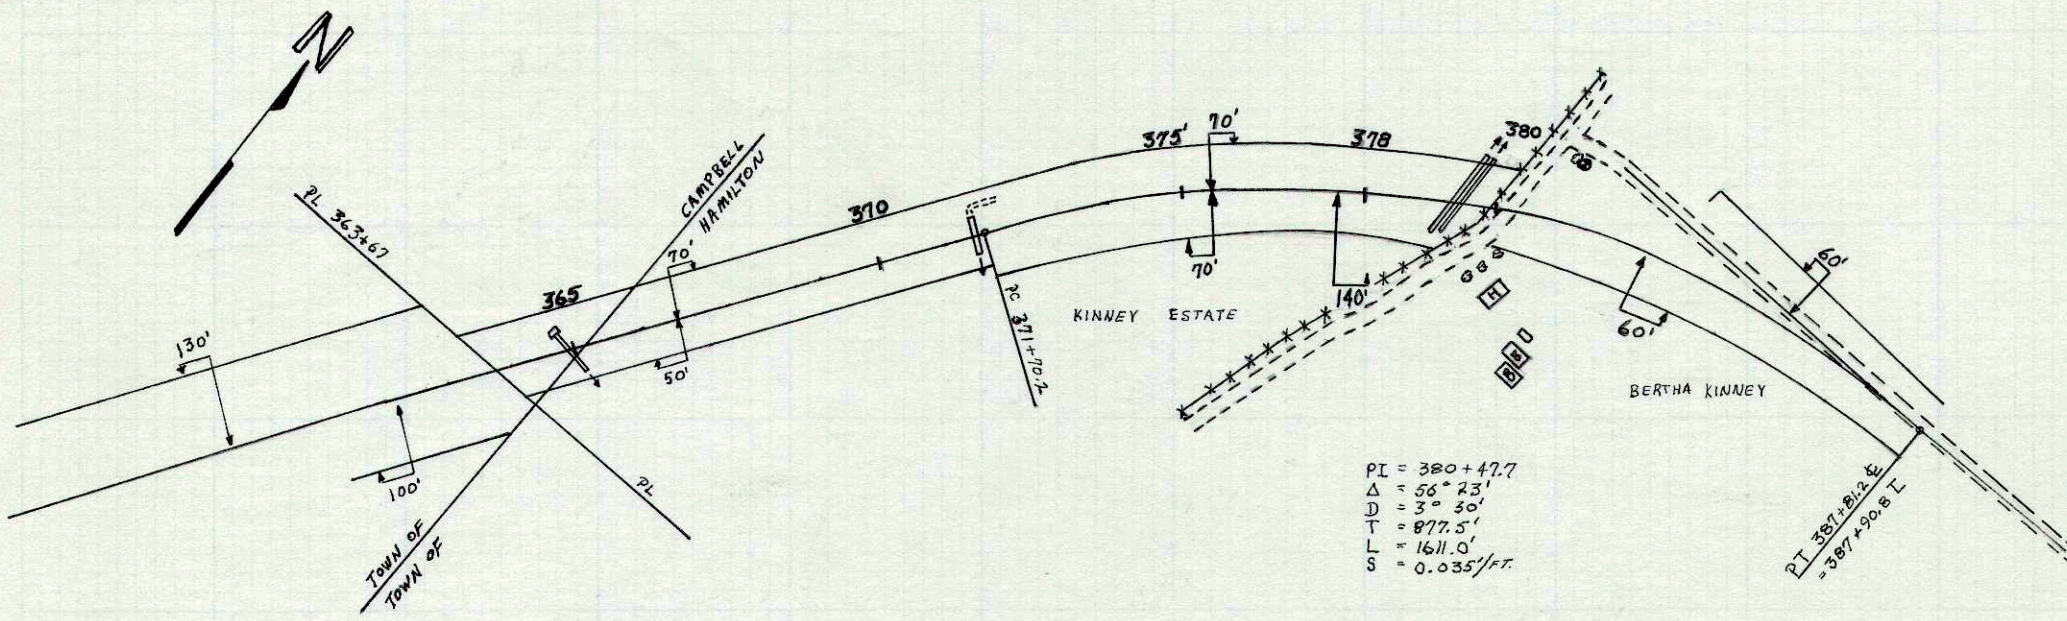 N
PL 363+67
CAMPBELL
HAMILTON
130'
100'
TOWN OF
TOWN OF
PL
365
70'
50'
370
PC 371+70.2
375'
70'
70'
378
140'
380
KINNEY ESTATE
H
B
B
60'
60'
BERTHA KINNEY
PI = 380+47.7
Δ = 56° 23'
D = 3° 30'
T = 877.5'
L = 1611.0'
S = 0.035'/FT.
PT 387+81.2 ℄
= 387+90.8 I